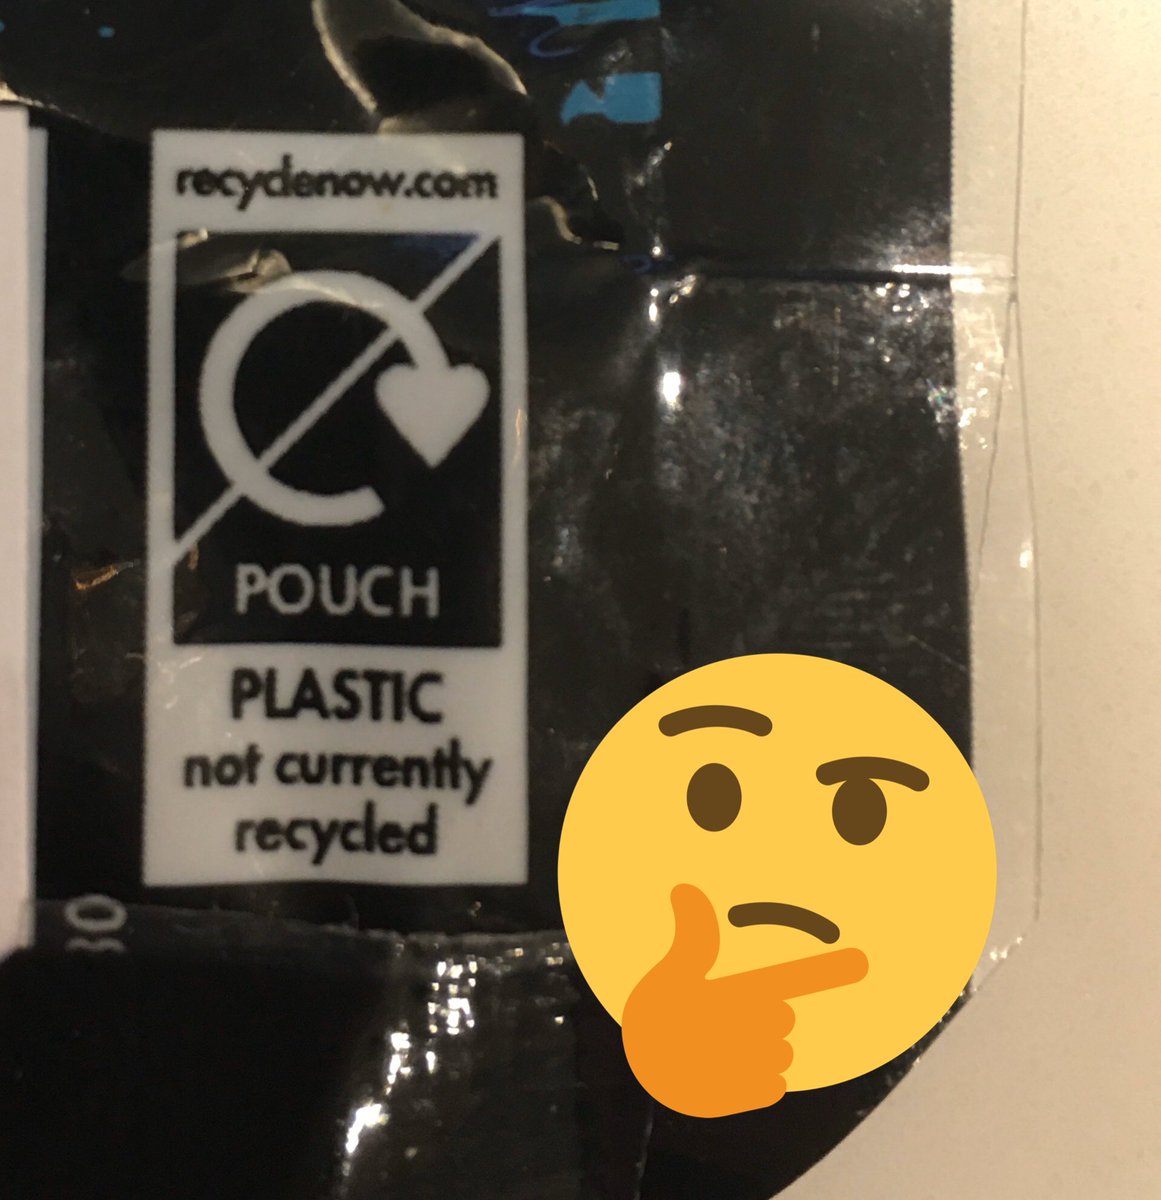 recyclenow.com
POUCH
PLASTIC
not currently
recycled